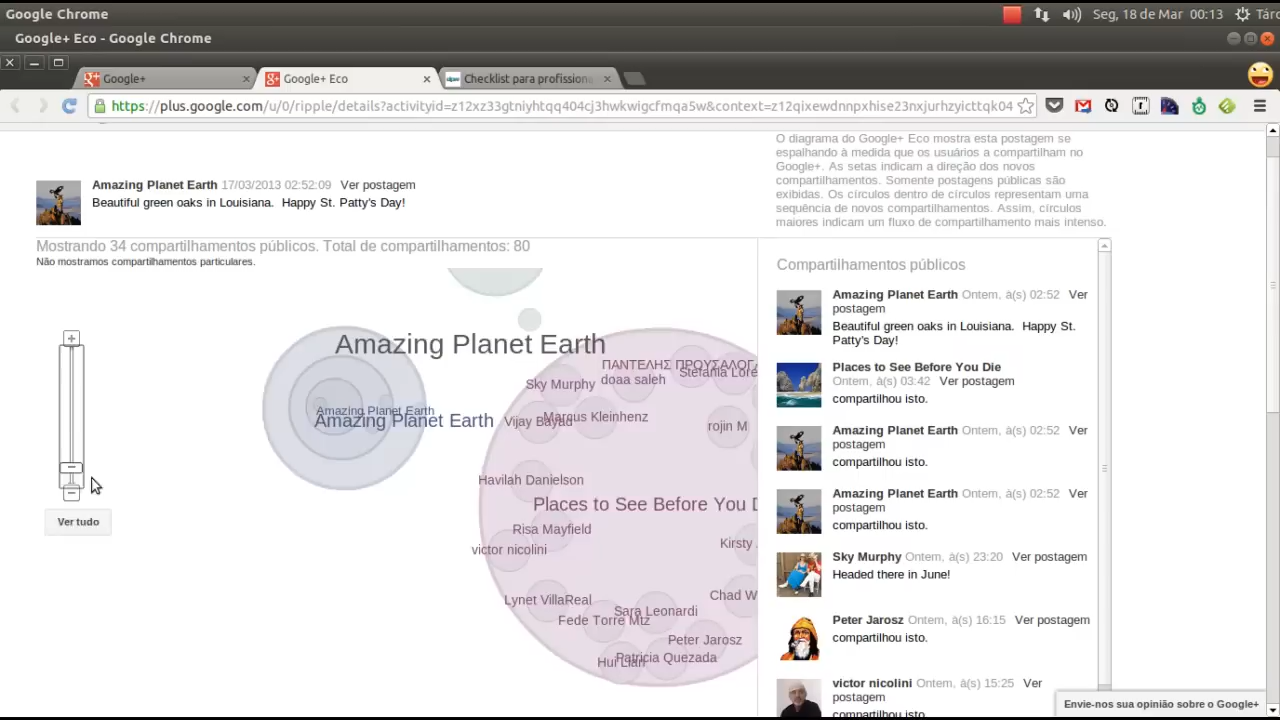 Google Chrome
Seg, 18 de Mar 00:13
Google+ Eco - Google Chrome
Google+
Google+ Eco
Checklist para profissiona
https://plus.google.com/u/0/ripple/details?activityid=z12xz33gtniyhtqq404cj3hwkwigcfmqa5w&context=z12qixewdnnpxhise23nxjurhzyicttqk04
O diagrama do Google+ Eco mostra esta postagem se
espalhando à medida que os usuários a compartilham no
Google+. As setas indicam a direção dos novos
compartilhamentos. Somente postagens públicas são
exibidas. Os círculos dentro de círculos representam uma
sequência de novos compartilhamentos. Assim, círculos
maiores indicam um fluxo de compartilhamento mais intenso.
Amazing Planet Earth 17/03/2013 02:52:09 Ver postagem
Beautiful green oaks in Louisiana. Happy St. Patty's Day!
Mostrando 34 compartilhamentos públicos. Total de compartilhamentos: 80
Não mostramos compartilhamentos particulares.
Ver tudo
Amazing Planet Earth
Amazing Planet Earth
Amazing Planet Earth
ΠΑΝΤΕΛΗΣ ΠΡΟΥΣΑΛΟΓ
Stefania Lore
doaa saleh
Sky Murphy
Marcus Kleinhenz
Vijay Bayad
rojin M
Havilah Danielson
Places to See Before You D
Risa Mayfield
Kirsty
victor nicolini
Chad W
Lynet VillaReal
Sara Leonardi
Fede Torre Mtz
Peter Jarosz
Patricia Quezada
Hui Lian
Compartilhamentos públicos
Amazing Planet Earth Ontem, à(s) 02:52 Ver
postagem
Beautiful green oaks in Louisiana. Happy St.
Patty's Day!
Places to See Before You Die
Ontem, à(s) 03:42 Ver postagem
compartilhou isto.
Amazing Planet Earth Ontem, à(s) 02:52 Ver
postagem
compartilhou isto.
Amazing Planet Earth Ontem, à(s) 02:52 Ver
postagem
compartilhou isto.
Sky Murphy Ontem, à(s) 23:20 Ver postagem
Headed there in June!
Peter Jarosz Ontem, à(s) 16:15 Ver postagem
compartilhou isto.
victor nicolini Ontem, à(s) 15:25 Ver
postagem
compartilhou isto.
Envie-nos sua opinião sobre o Google+